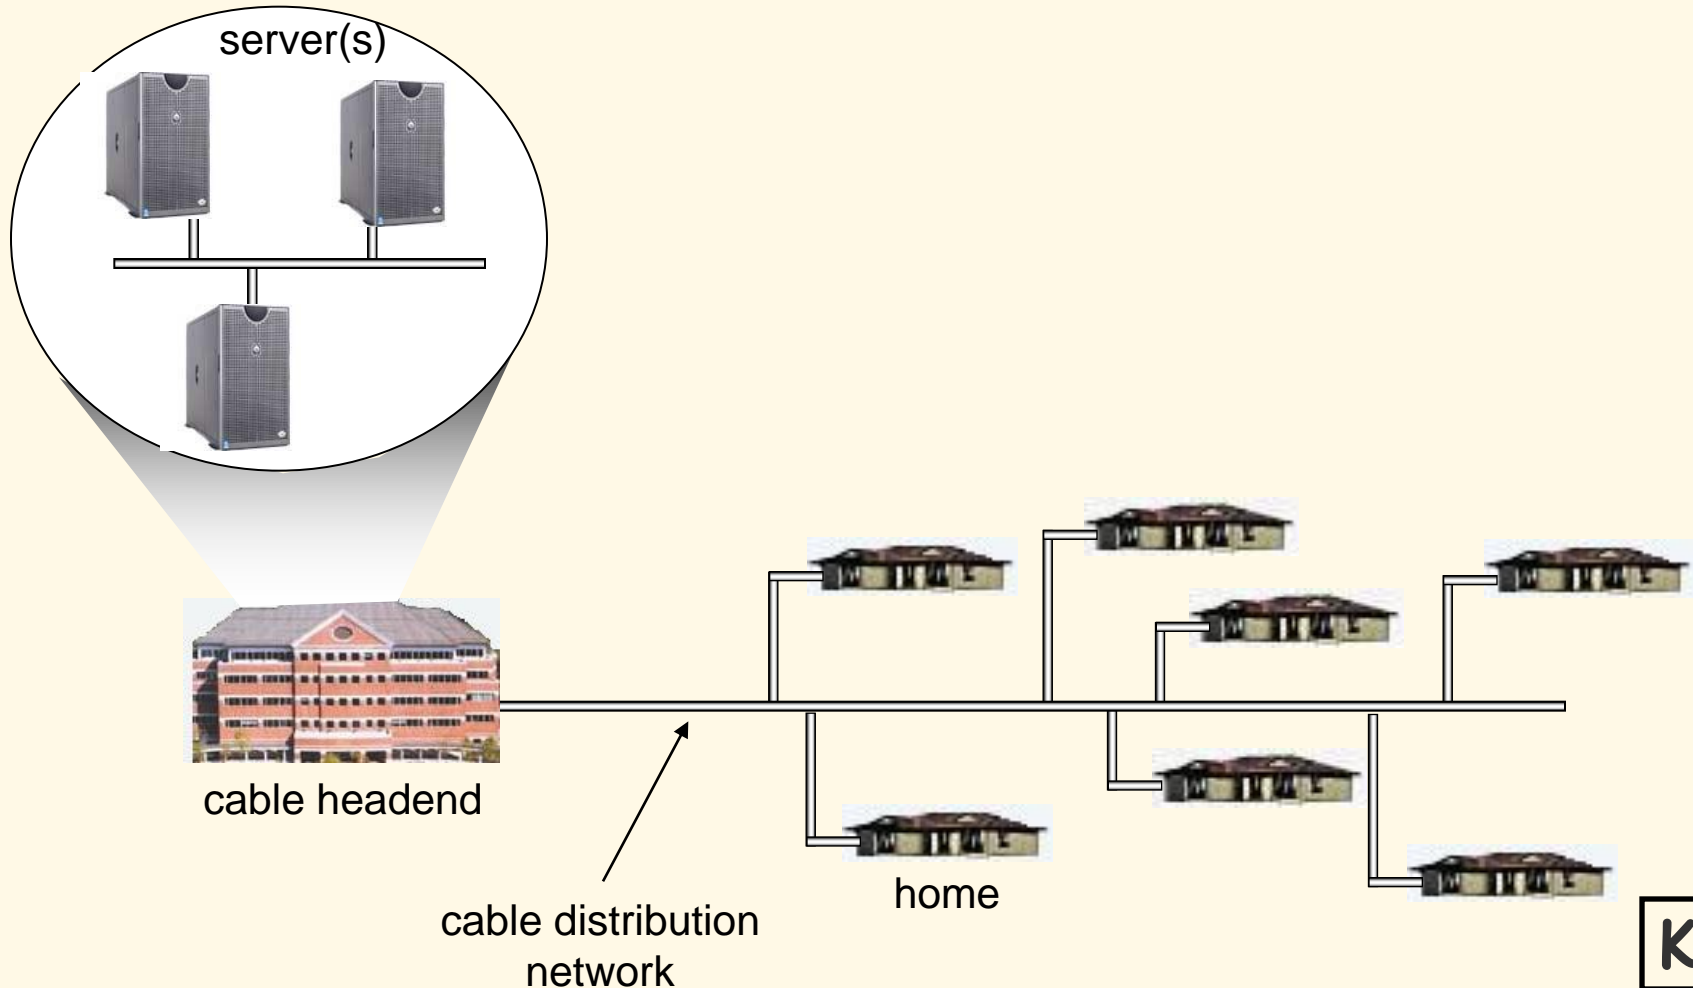 server(s)
cable headend
home
cable distribution
network
K